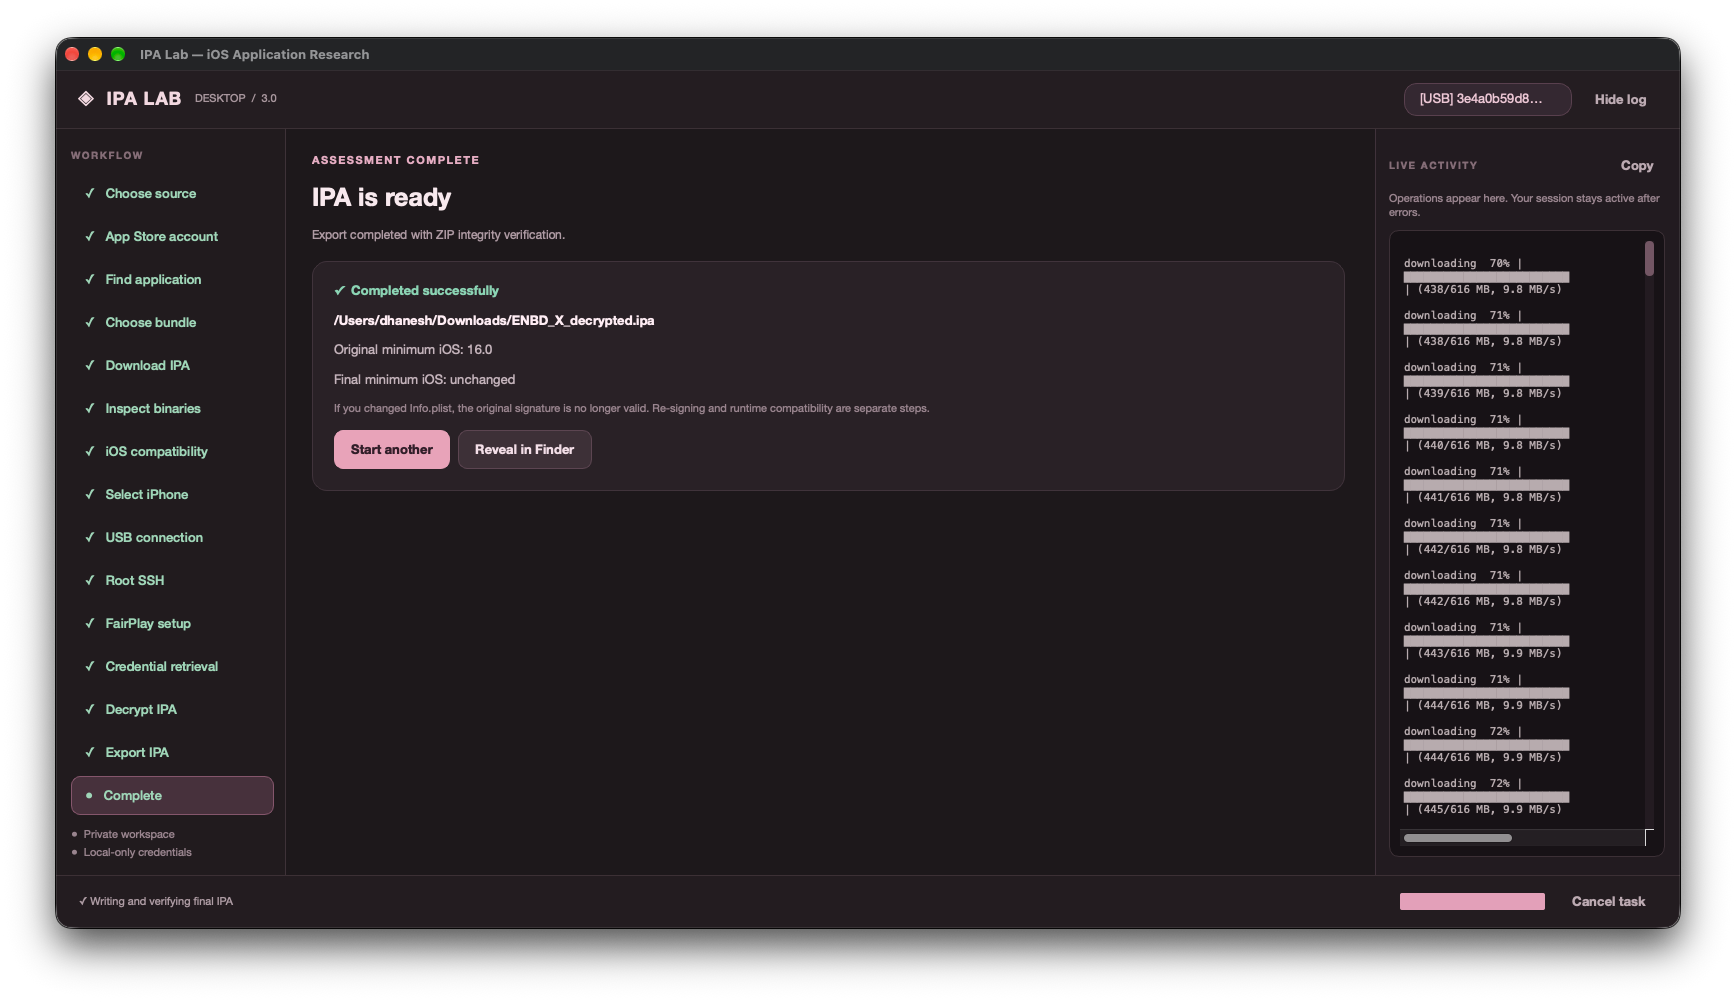 IPA Lab — iOS Application Research
IPA LAB DESKTOP / 3.0
[USB] 3e4a0b59d8...
Hide log
WORKFLOW
✓ Choose source
✓ App Store account
✓ Find application
✓ Choose bundle
✓ Download IPA
✓ Inspect binaries
✓ iOS compatibility
✓ Select iPhone
✓ USB connection
✓ Root SSH
✓ FairPlay setup
✓ Credential retrieval
✓ Decrypt IPA
✓ Export IPA
Complete
Private workspace
Local-only credentials
ASSESSMENT COMPLETE
IPA is ready
Export completed with ZIP integrity verification.
✓ Completed successfully
/Users/dhanesh/Downloads/ENBD_X_decrypted.ipa
Original minimum iOS: 16.0
Final minimum iOS: unchanged
If you changed Info.plist, the original signature is no longer valid. Re-signing and runtime compatibility are separate steps.
Start another
Reveal in Finder
LIVE ACTIVITY
Copy
Operations appear here. Your session stays active after
errors.
downloading 70% |
| (438/616 MB, 9.8 MB/s)
downloading 71% |
| (438/616 MB, 9.8 MB/s)
downloading 71% |
| (439/616 MB, 9.8 MB/s)
downloading 71% |
| (440/616 MB, 9.8 MB/s)
downloading 71% |
| (441/616 MB, 9.8 MB/s)
downloading 71% |
| (442/616 MB, 9.8 MB/s)
downloading 71% |
| (442/616 MB, 9.8 MB/s)
downloading 71% |
| (443/616 MB, 9.9 MB/s)
downloading 71% |
| (444/616 MB, 9.9 MB/s)
downloading 72% |
| (444/616 MB, 9.9 MB/s)
downloading 72% |
| (445/616 MB, 9.9 MB/s)
✓ Writing and verifying final IPA
Cancel task